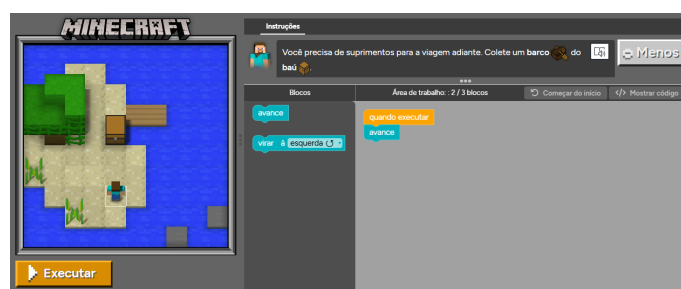 MINECRAFT
Instruções
Você precisa de suprimentos para a viagem adiante. Colete um barco do
baú
Menos
Blocos
Área de trabalho: : 2 / 3 blocos
Começar do início
</> Mostrar código
avance
virar à esquerda
quando executar
avance
Executar